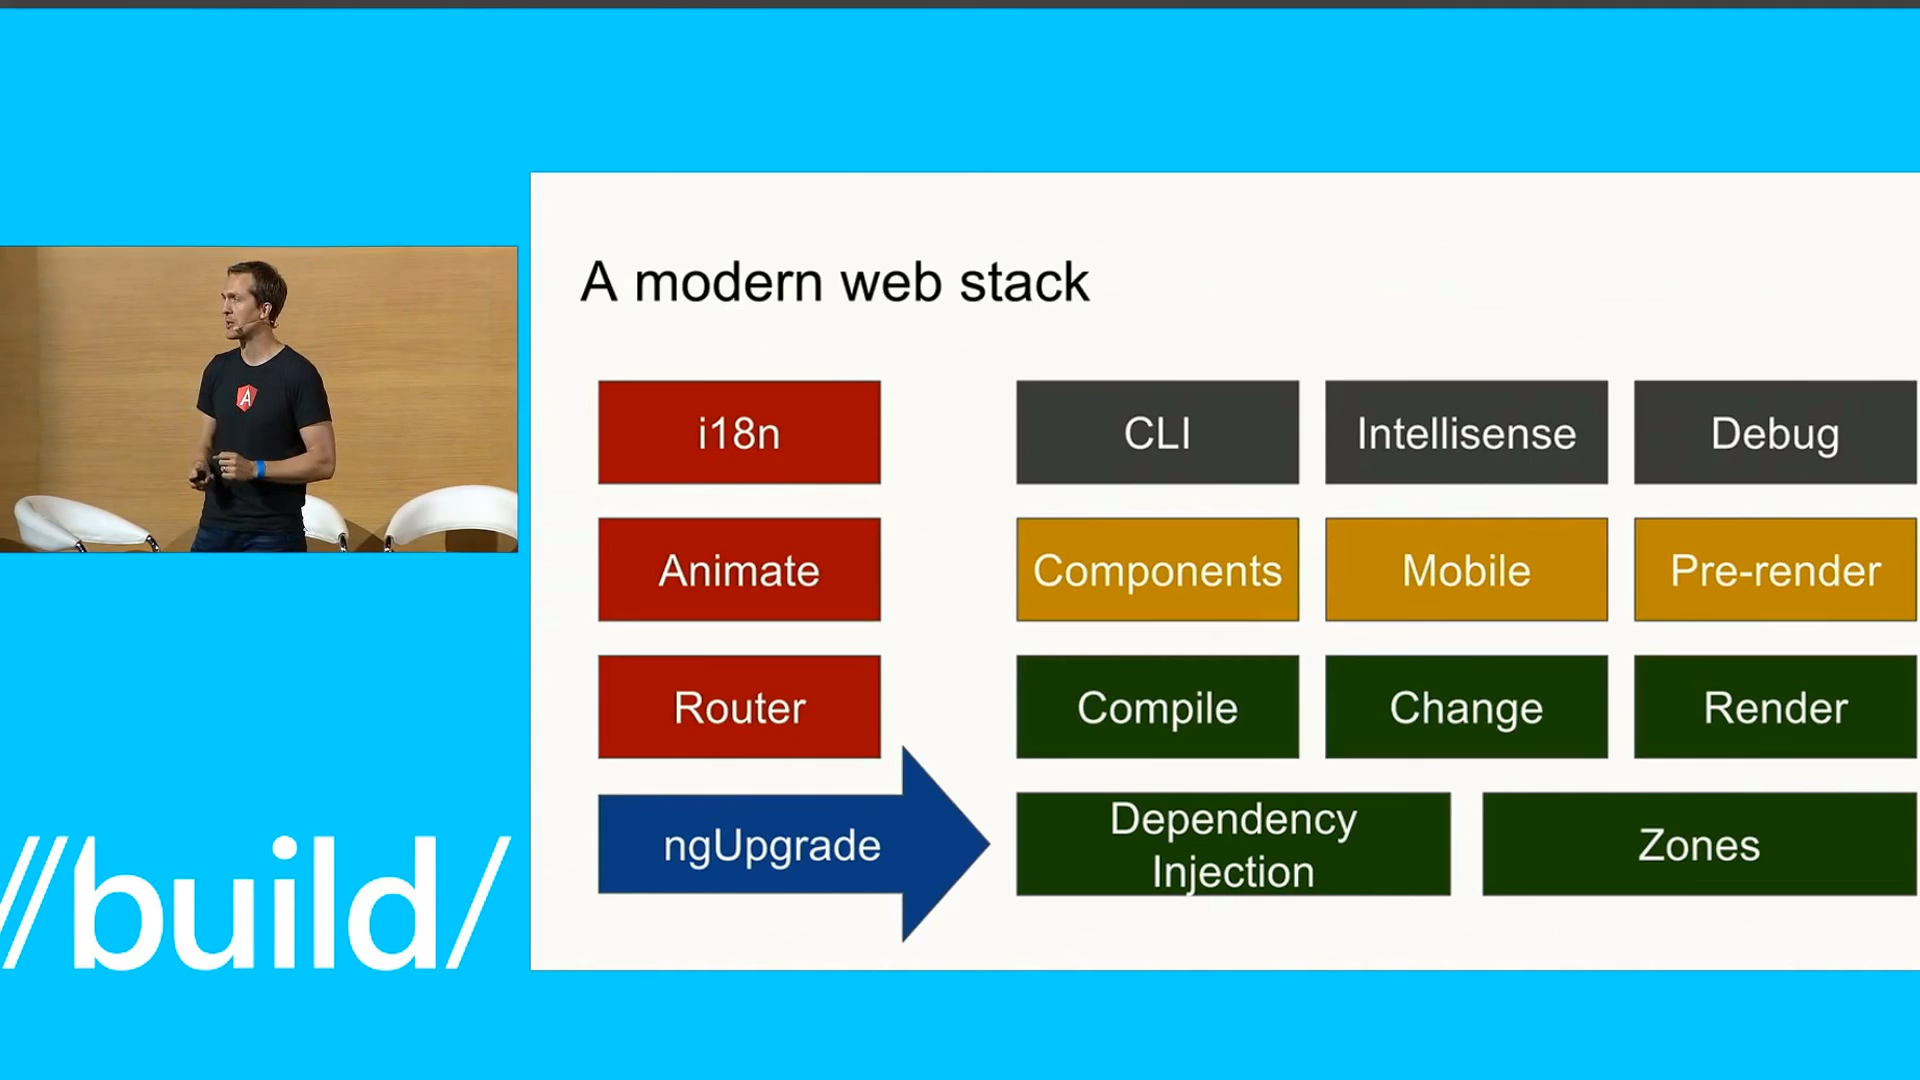 A modern web stack
i18n
CLI
Intellisense
Debug
Animate
Components
Mobile
Pre-render
Router
Compile
Change
Render
ngUpgrade
Dependency
Injection
Zones
A
//build/